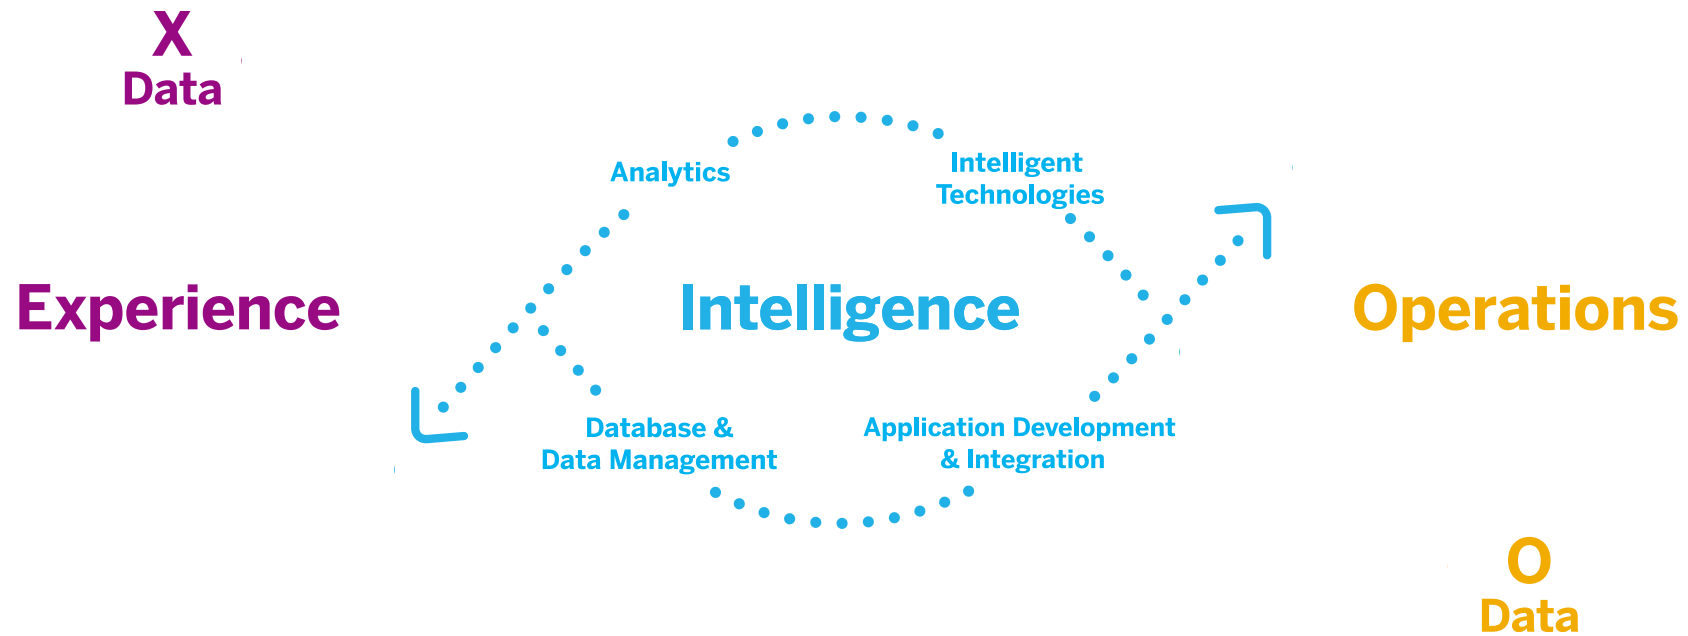 X
Data
Analytics
Intelligent
Technologies
Experience
Intelligence
Operations
Database &
Data Management
Application Development
& Integration
O
Data